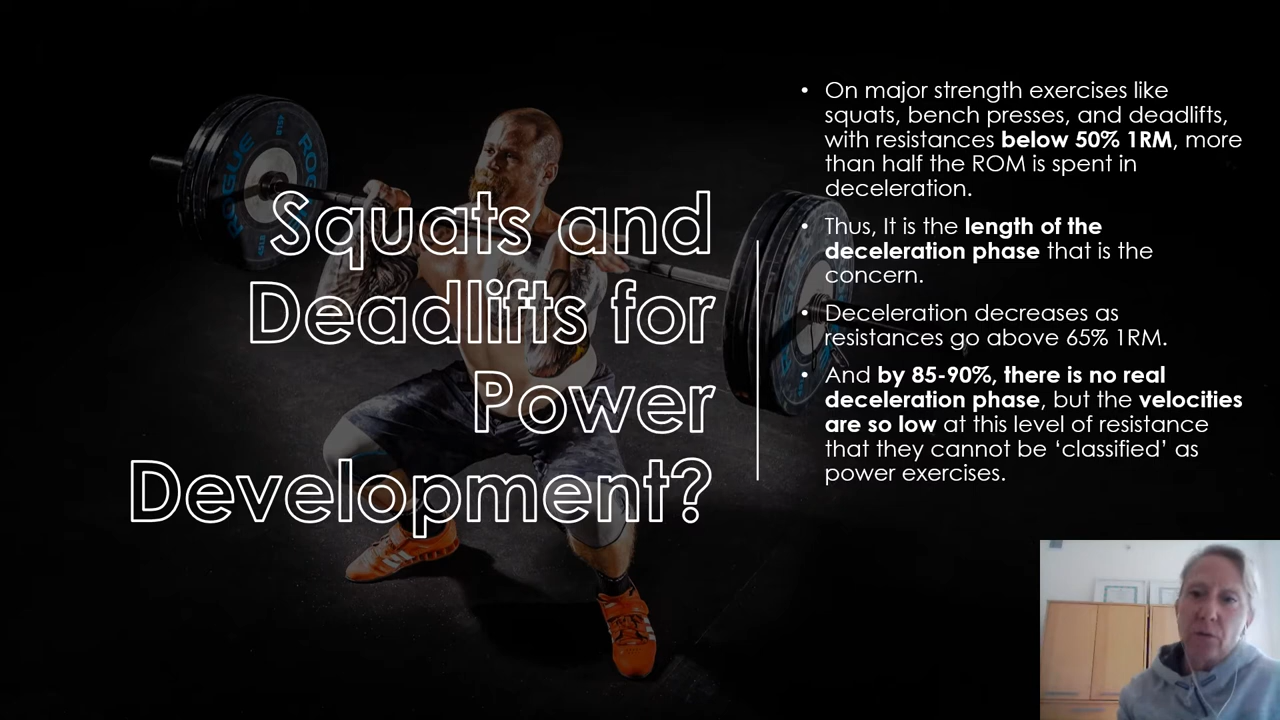 Squats and
Deadlifts for
Power
Development?
• On major strength exercises like
squats, bench presses, and deadlifts,
with resistances below 50% 1RM, more
than half the ROM is spent in
deceleration.
• Thus, It is the length of the
deceleration phase that is the
concern.
• Deceleration decreases as
resistances go above 65% 1RM.
• And by 85-90%, there is no real
deceleration phase, but the velocities
are so low at this level of resistance
that they cannot be ‘classified’ as
power exercises.
ROGUE
ROGUE
45LB